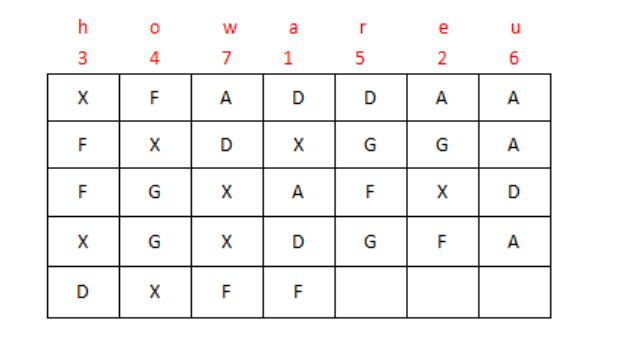 h o w a r e u
3 4 7 1 5 2 6
X F A D D A A
F X D X G G A
F G X A F X D
X G X D G F A
D X F F